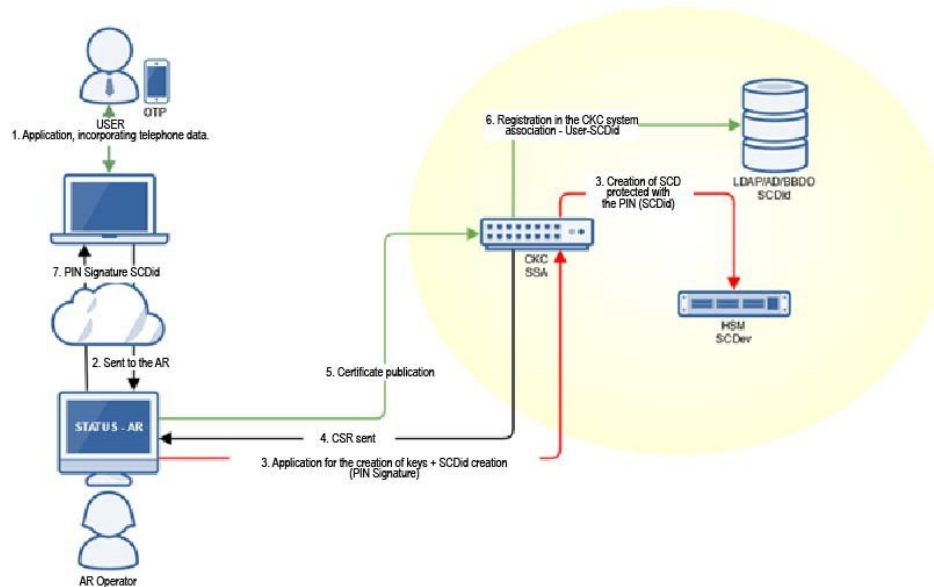 OTP
USER
1. Application, incorporating telephone data.
6. Registration in the CKC system
association - User-SCDid
LDAP/AD/BBDD
SCDid
3. Creation of SCD
protected with
the PIN (SCDid)
CKC
SSA
7. PIN Signature SCDid
HSM
SCDev
2. Sent to the AR
5. Certificate publication
STATUS - AR
4. CSR sent
3. Application for the creation of keys + SCDid creation
(PIN Signature)
AR Operator